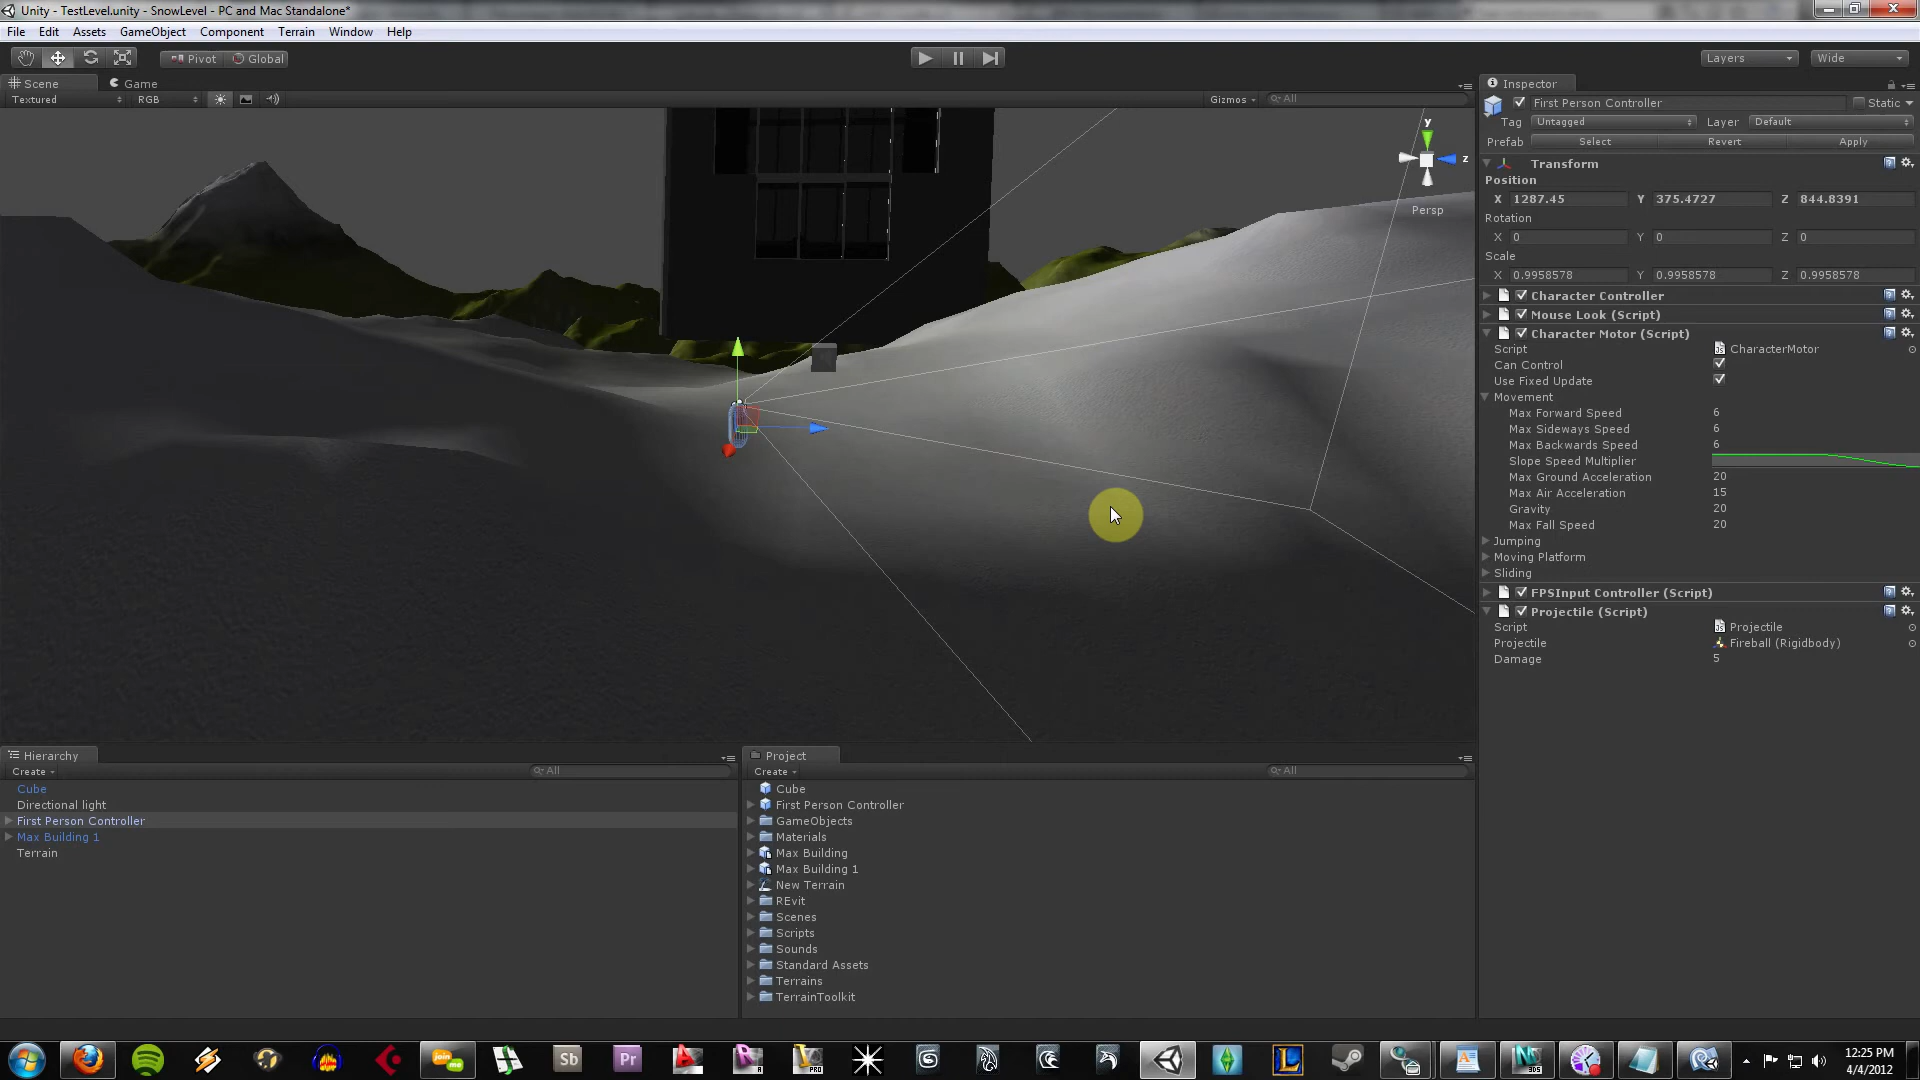 Unity - TestLevel.unity - SnowLevel - PC and Mac Standalone*
File Edit Assets GameObject Component Terrain Window Help
Pivot Global Layers Wide
Scene Game
Textured RGB Gizmos All
y
z
Persp
Inspector
First Person Controller Static
Tag Untagged Layer Default
Prefab Select Revert Apply
Transform
Position
X 1287.45 Y 375.4727 Z 844.8391
Rotation
X 0 Y 0 Z 0
Scale
X 0.9958578 Y 0.9958578 Z 0.9958578
Character Controller
Mouse Look (Script)
Character Motor (Script)
Script CharacterMotor
Can Control
Use Fixed Update
Movement
Max Forward Speed 6
Max Sideways Speed 6
Max Backwards Speed 6
Slope Speed Multiplier
Max Ground Acceleration 20
Max Air Acceleration 15
Gravity 20
Max Fall Speed 20
Jumping
Moving Platform
Sliding
FPSInput Controller (Script)
Projectile (Script)
Script Projectile
Projectile Fireball (Rigidbody)
Damage 5
Hierarchy
Create All
Cube
Directional light
First Person Controller
Max Building 1
Terrain
Project
Create All
Cube
First Person Controller
GameObjects
Materials
Max Building
Max Building 1
New Terrain
REvit
Scenes
Scripts
Sounds
Standard Assets
Terrains
TerrainToolkit
join me Sb Pr PRO L 3DS
12:25 PM
4/4/2012